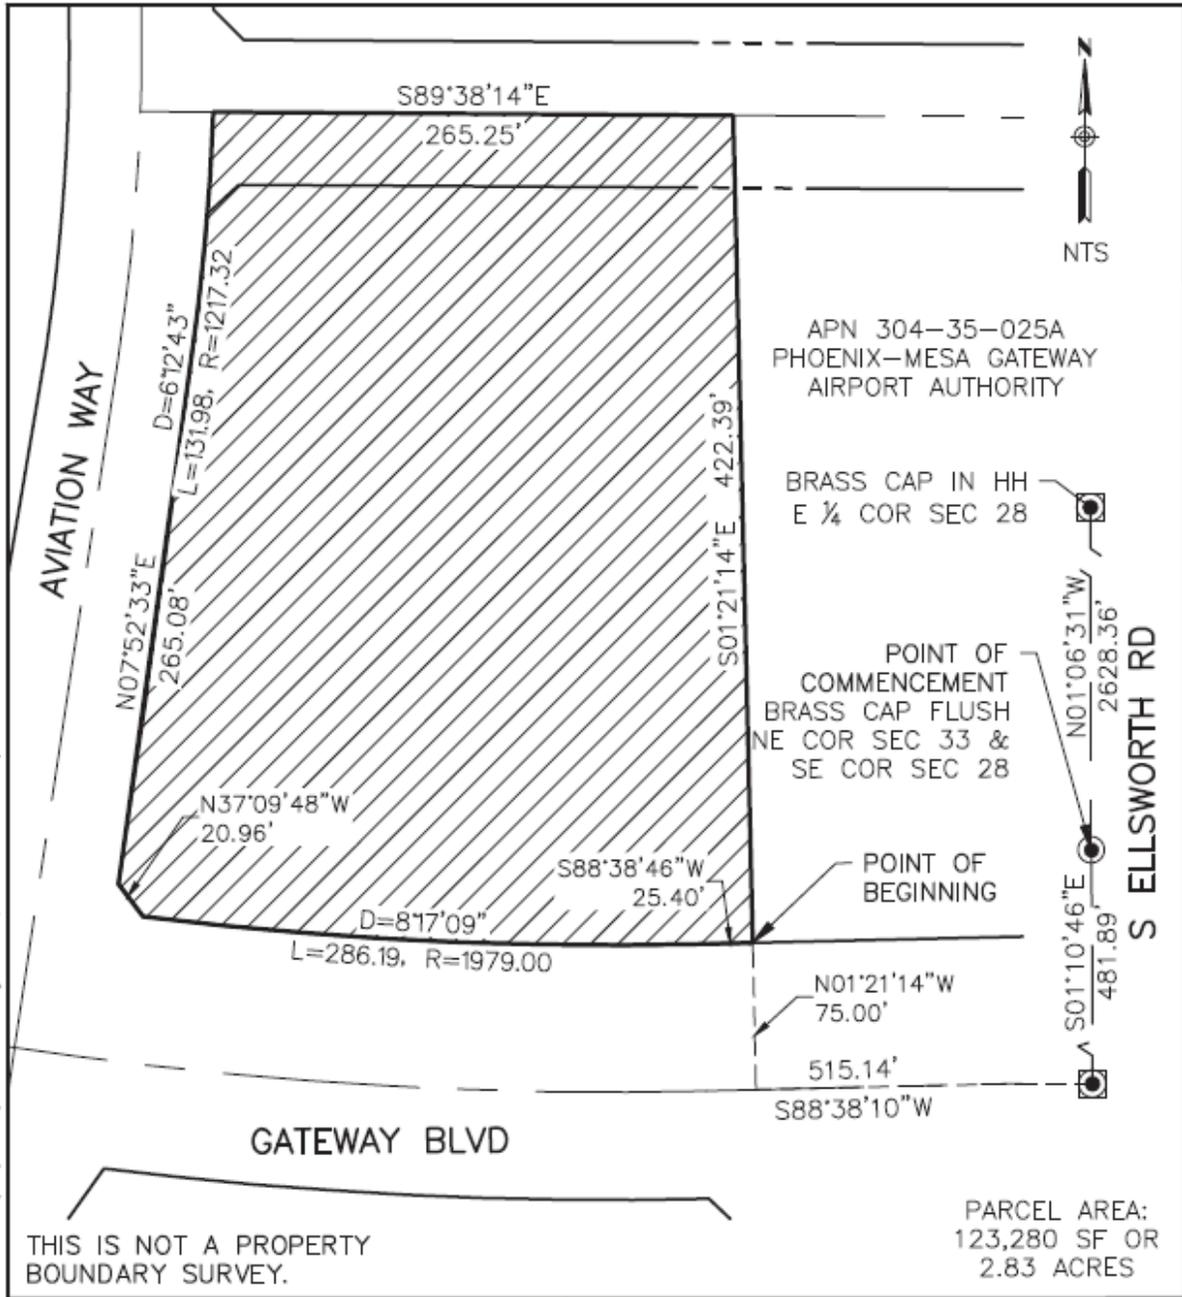 S89°38'14"E
265.25'
N
NTS
D=6°12'43"
L=131.98, R=1217.32
AVIATION WAY
APN 304-35-025A
PHOENIX-MESA GATEWAY
AIRPORT AUTHORITY
S01°21'14"E 422.39'
BRASS CAP IN HH
E ¼ COR SEC 28
N07°52'33"E
265.08'
N01°06'31"W
2628.36'
POINT OF
COMMENCEMENT
BRASS CAP FLUSH
NE COR SEC 33 &
SE COR SEC 28
S ELLSWORTH RD
N37°09'48"W
20.96'
S88°38'46"W
25.40'
POINT OF
BEGINNING
D=8°17'09"
L=286.19, R=1979.00
S01°10'46"E
481.89'
N01°21'14"W
75.00'
515.14'
S88°38'10"W
GATEWAY BLVD
THIS IS NOT A PROPERTY
BOUNDARY SURVEY.
PARCEL AREA:
123,280 SF OR
2.83 ACRES